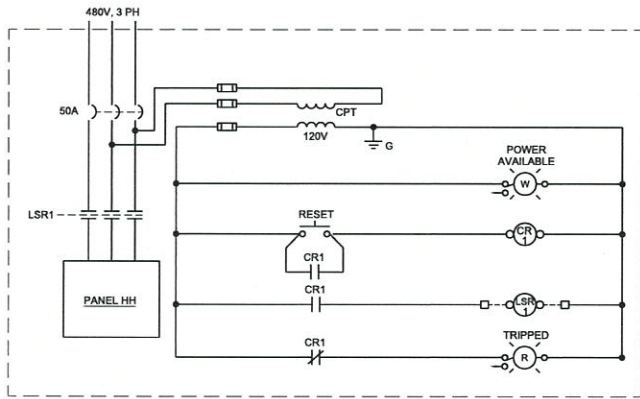 480V, 3 PH
50A
CPT
120V
G
POWER
AVAILABLE
W
LSR1
RESET
CR
1
CR1
PANEL HH
CR1
LSR
1
CR1
TRIPPED
R